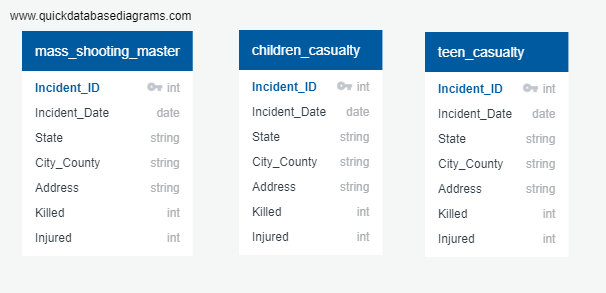 www.quickdatabasediagrams.com
mass_shooting_master
Incident_ID int
Incident_Date date
State string
City_County string
Address string
Killed int
Injured int
children_casualty
Incident_ID int
Incident_Date date
State string
City_County string
Address string
Killed int
Injured int
teen_casualty
Incident_ID int
Incident_Date date
State string
City_County string
Address string
Killed int
Injured int